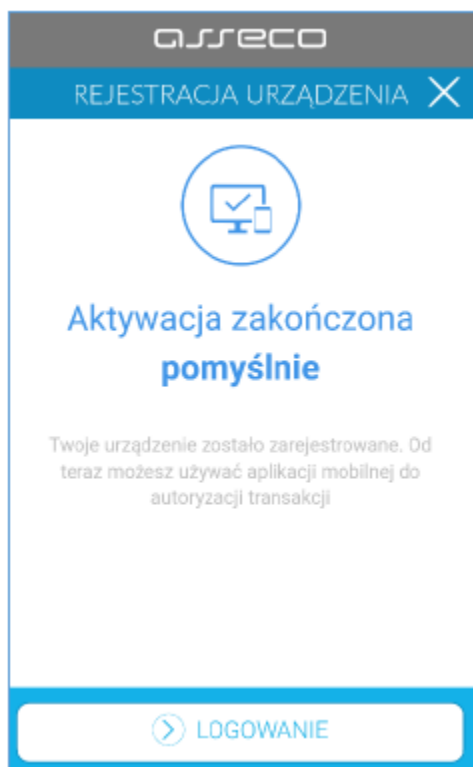 asseco
REJESTRACJA URZĄDZENIA
Aktywacja zakończona
pomyślnie
Twoje urządzenie zostało zarejestrowane. Od
teraz możesz używać aplikacji mobilnej do
autoryzacji transakcji
LOGOWANIE